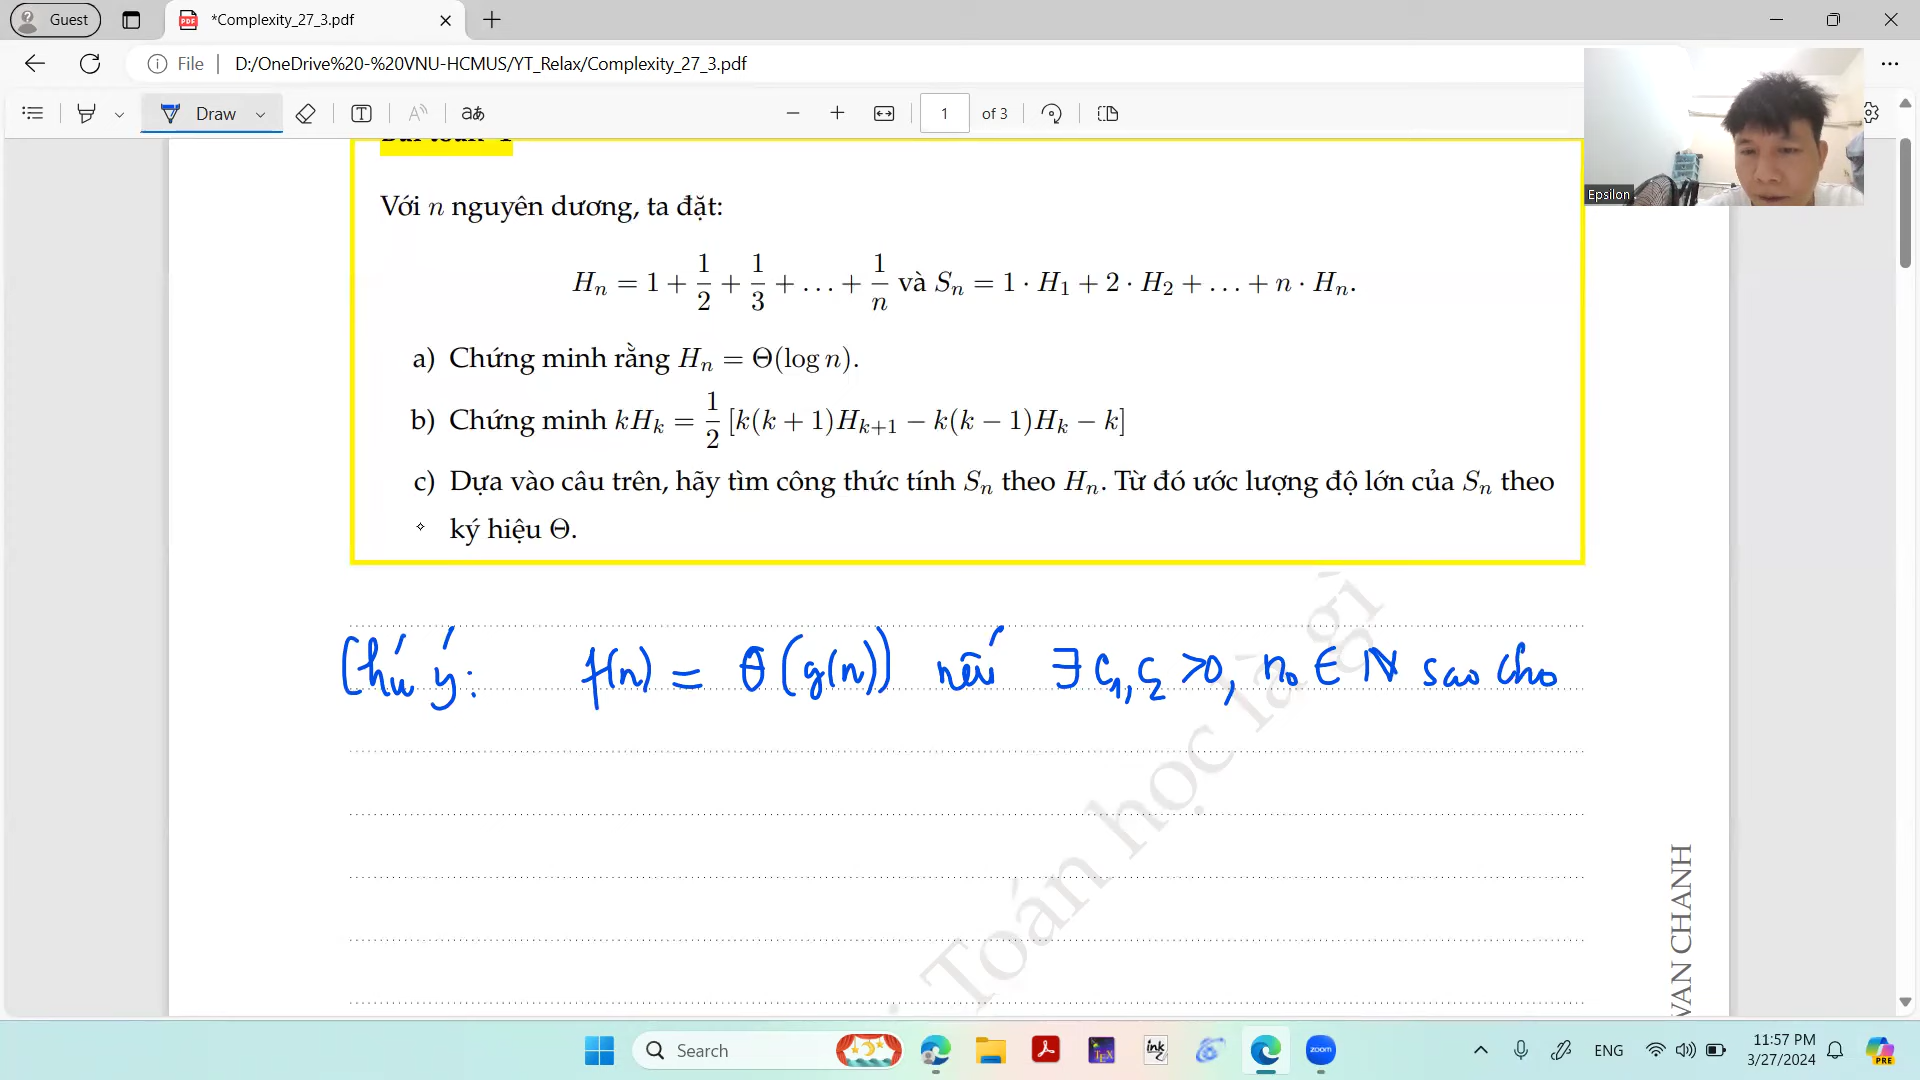 Guest
*Complexity_27_3.pdf
File
D:/OneDrive%20-%20VNU-HCMUS/YT_Relax/Complexity_27_3.pdf
Draw
1 of 3
Epsilon
Với n nguyên dương, ta đặt:
H_n = 1 + 1/2 + 1/3 + ... + 1/n và S_n = 1 · H_1 + 2 · H_2 + ... + n · H_n.
a) Chứng minh rằng H_n = Θ(log n).
b) Chứng minh kH_k = 1/2 [k(k + 1)H_{k+1} − k(k − 1)H_k − k]
c) Dựa vào câu trên, hãy tìm công thức tính S_n theo H_n. Từ đó ước lượng độ lớn của S_n theo
ký hiệu Θ.
Chú ý: f(n) = θ(g(n)) nếu ∃ c_1, c_2 >0, n_0 ∈ ℕ sao cho
Toán học là gì
VAN CHANH
Search
TEX
ink
zoom
ENG
11:57 PM
3/27/2024
PRE